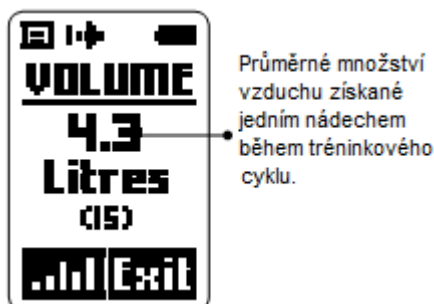 VOLUME
4.3
Litres
(15)
Exit
Průměrné množství
vzduchu získané
jedním nádechem
během tréninkového
cyklu.